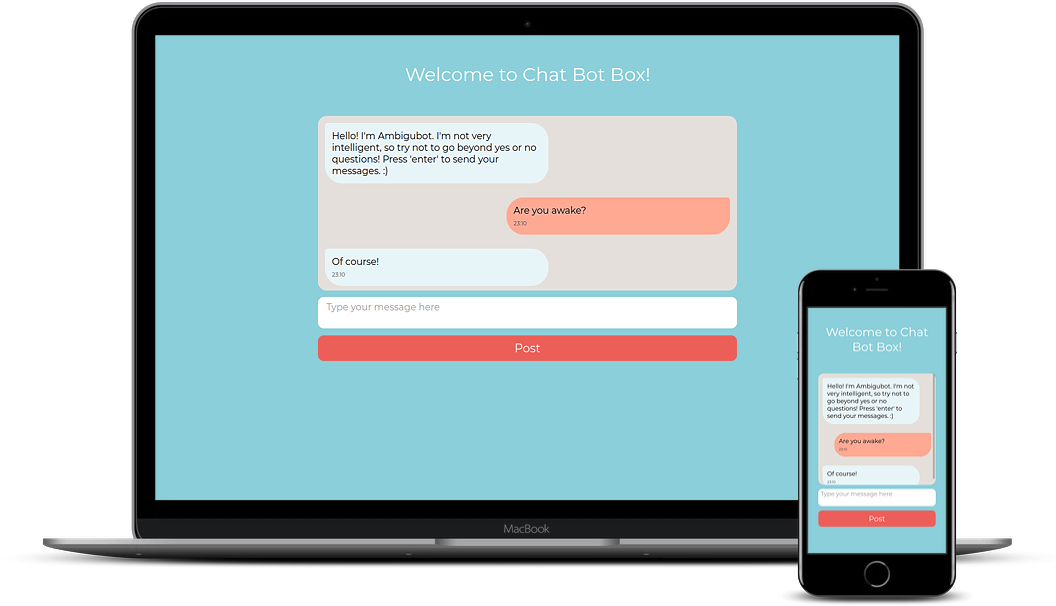 Welcome to Chat Bot Box!
Hello! I'm Ambigubot. I'm not very
intelligent, so try not to go beyond yes or no
questions! Press 'enter' to send your
messages. :)
Are you awake?
23:10
Of course!
23:10
Type your message here
Post
MacBook
Welcome to Chat
Bot Box!
Hello! I'm Ambigubot. I'm not
very intelligent, so try not to
go beyond yes or no
questions! Press 'enter' to
send your messages. :)
Are you awake?
23:10
Of course!
23:10
Type your message here
Post